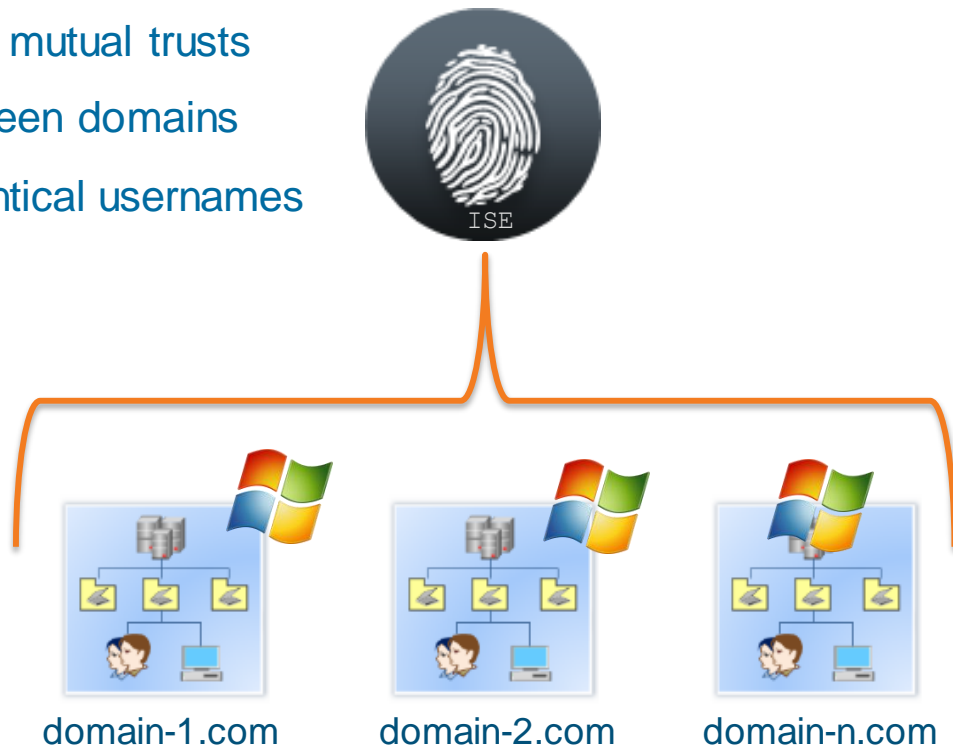 mutual trusts
een domains
ntical usernames
ISE
domain-1.com
domain-2.com
domain-n.com